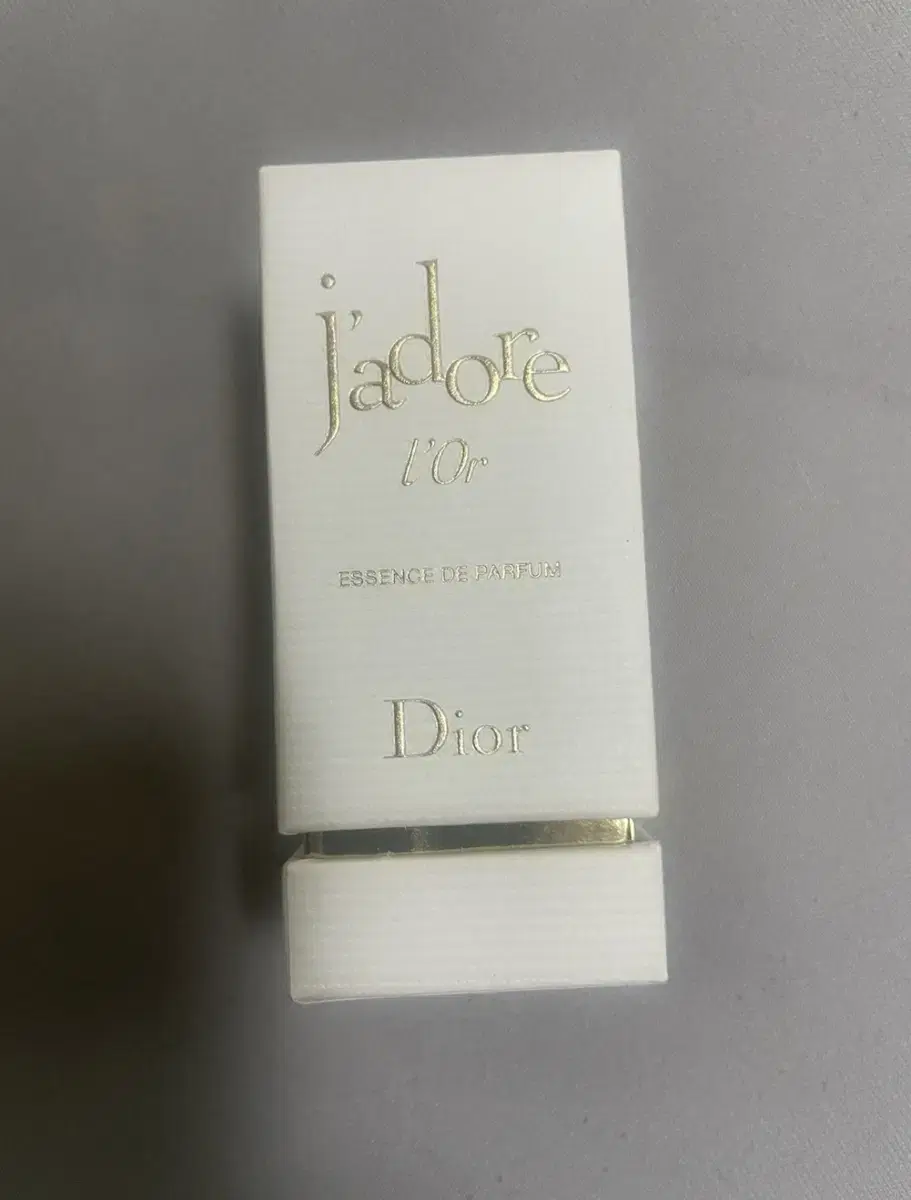 j'adore
l'Or
ESSENCE DE PARFUM
Dior